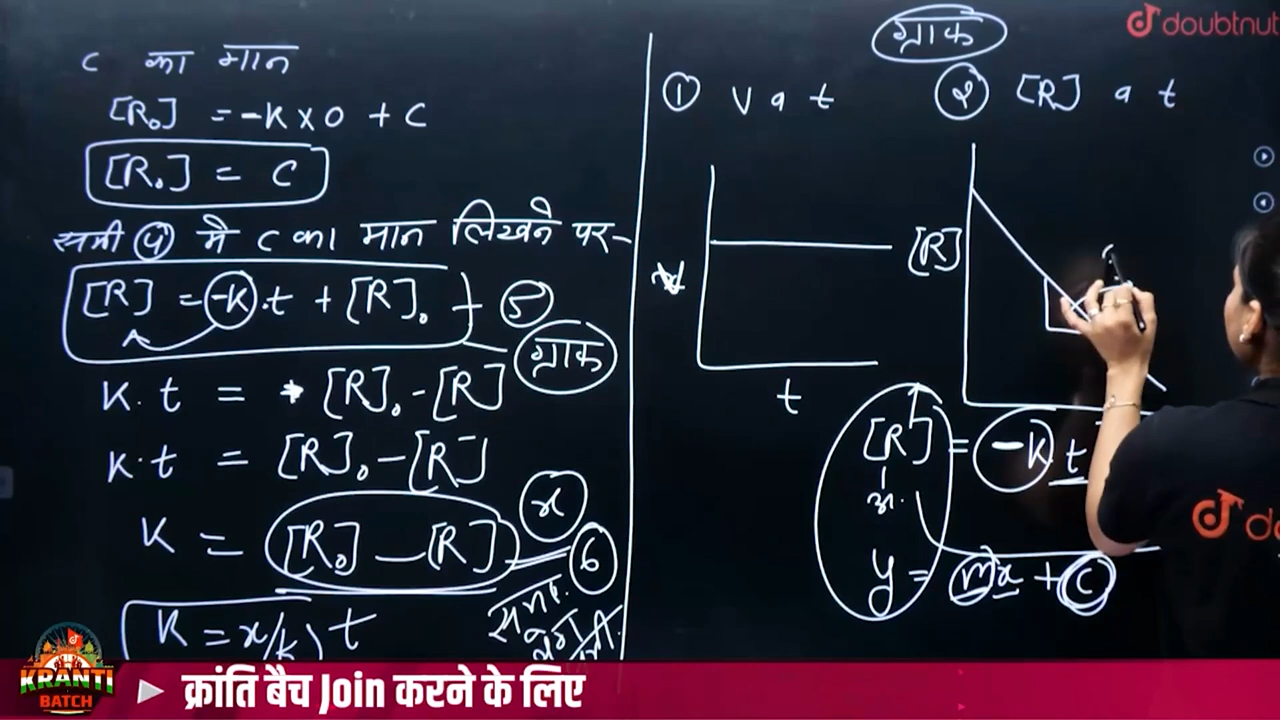 C का मान
[R₀] = -K × 0 + C
[R₀] = C
समी ④ में C का मान लिखने पर-
[R] = -K.t + [R]₀ - ⑤
ग्राफ
K.t = [R]₀ - [R]
K.t = [R]₀ - [R]
K = [R₀] - [R] x ⑥
K = x/ t
ग्राफ
① V a t
② [R] a t
V
t
[R]
[R] = -K t
y = mx + C
doubtnut
KRANTI
BATCH
क्रांति बैच Join करने के लिए